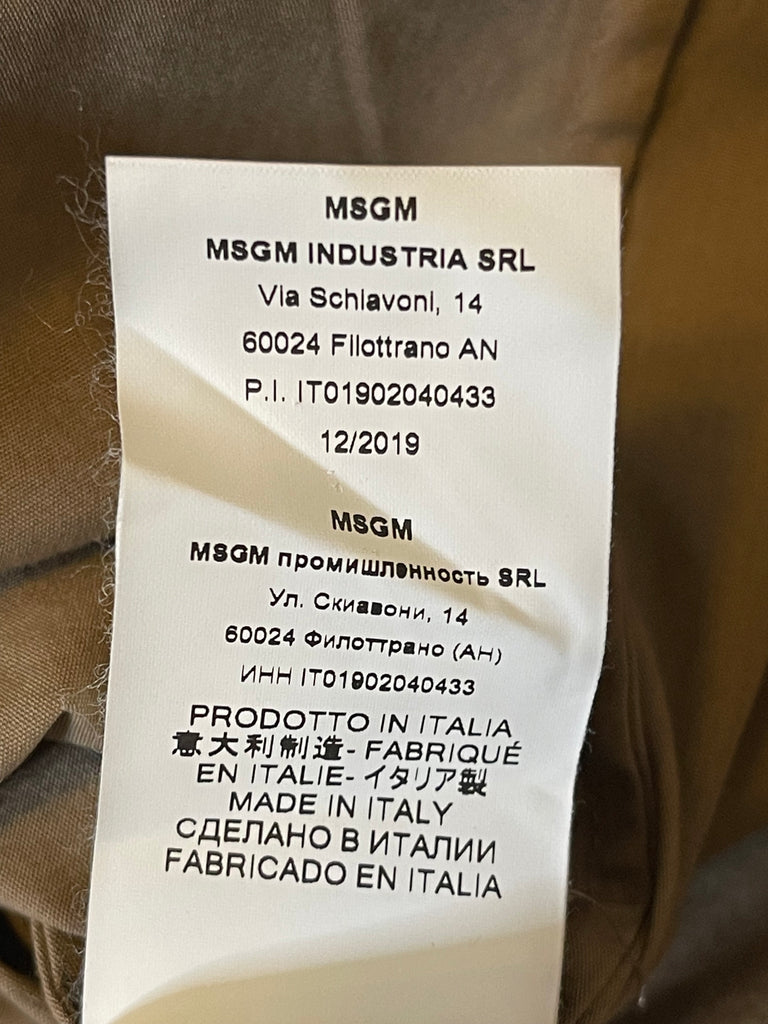 MSGM
MSGM INDUSTRIA SRL
Via Schiavoni, 14
60024 Filottrano AN
P.I. IT01902040433
12/2019
MSGM
MSGM промишленность SRL
Ул. Скиавони, 14
60024 Филоттрано (АН)
ИНН IT01902040433
PRODOTTO IN ITALIA
意大利制造- FABRIQUÉ
EN ITALIE- イタリア製
MADE IN ITALY
СДЕЛАНО В ИТАЛИИ
FABRICADO EN ITALIA